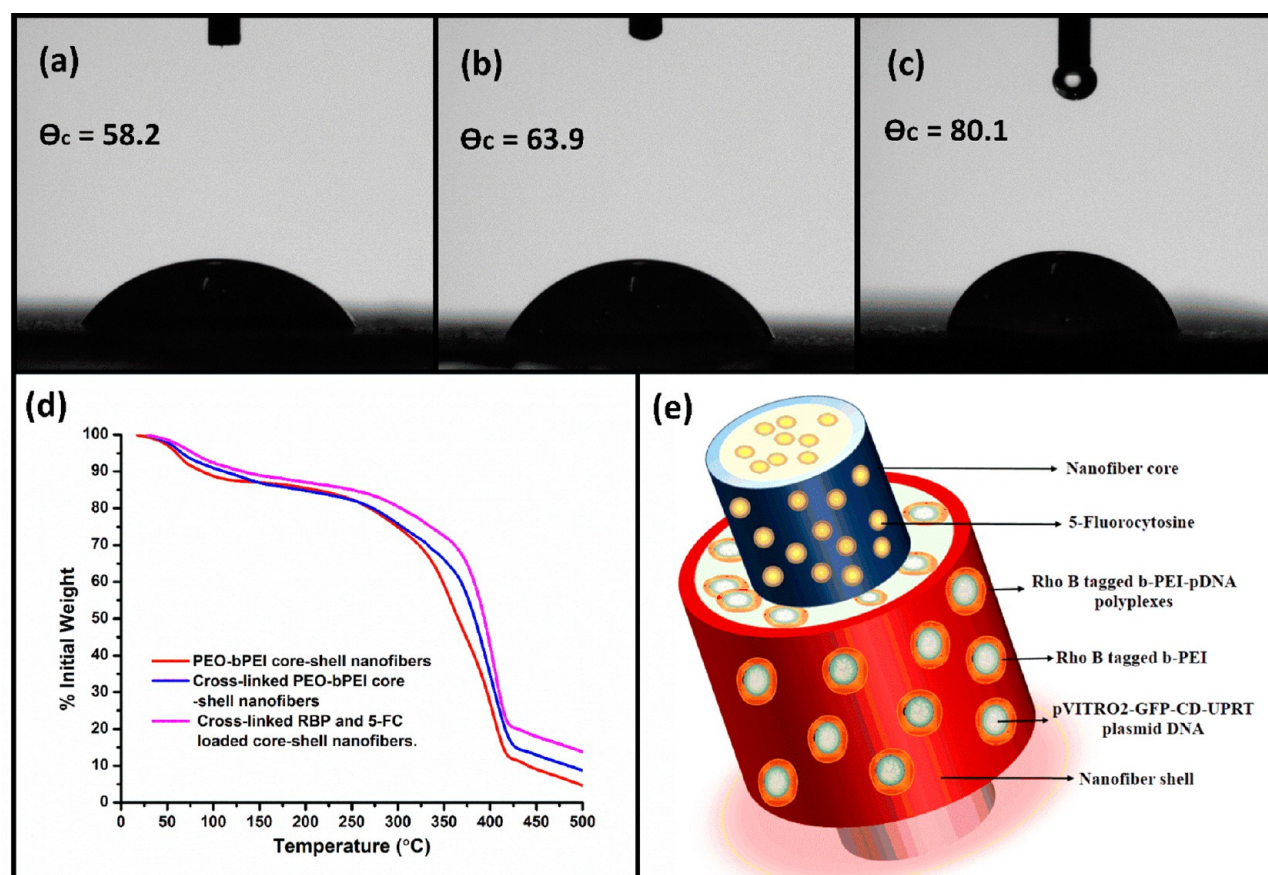 (a)
Өc = 58.2
(b)
Өc = 63.9
(c)
Өc = 80.1
(d)
100
90
80
70
60
50
40
30
20
10
0
% Initial Weight
PEO-bPEI core-shell nanofibers
Cross-linked PEO-bPEI core
-shell nanofibers
Cross-linked RBP and 5-FC
loaded core-shell nanofibers.
0 50 100 150 200 250 300 350 400 450 500
Temperature (°C)
(e)
Nanofiber core
5-Fluorocytosine
Rho B tagged b-PEI-pDNA
polyplexes
Rho B tagged b-PEI
pVITRO2-GFP-CD-UPRT
plasmid DNA
Nanofiber shell